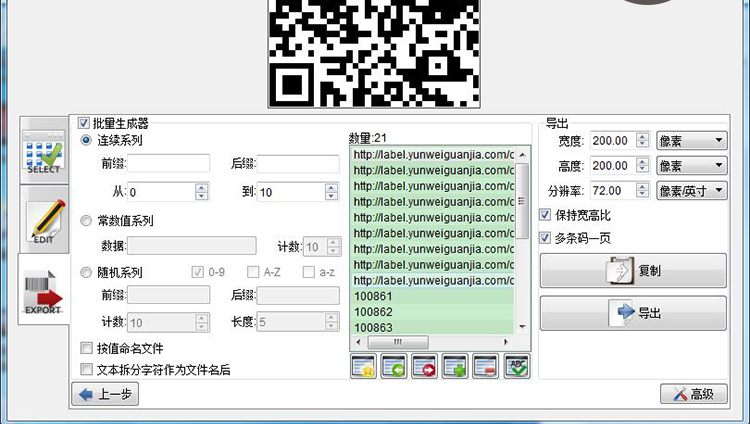 SELECT
EDIT
EXPORT
批量生成器
连续系列
前缀:
后缀:
从: 0
到: 10
常数值系列
数据:
计数: 10
随机系列
0-9
A-Z
a-z
前缀:
后缀:
计数: 10
长度: 5
按值命名文件
文本拆分字符作为文件名后
上一步
数量:21
http://label.yunweiguanjia.com/c
http://label.yunweiguanjia.com/c
http://label.yunweiguanjia.com/c
http://label.yunweiguanjia.com/c
http://label.yunweiguanjia.com/c
http://label.yunweiguanjia.com/c
http://label.yunweiguanjia.com/c
http://label.yunweiguanjia.com/c
http://label.yunweiguanjia.com/c
100861
100862
100863
ABC
导出
宽度: 200.00 像素
高度: 200.00 像素
分辨率: 72.00 像素/英寸
保持宽高比
多条码一页
复制
导出
高级